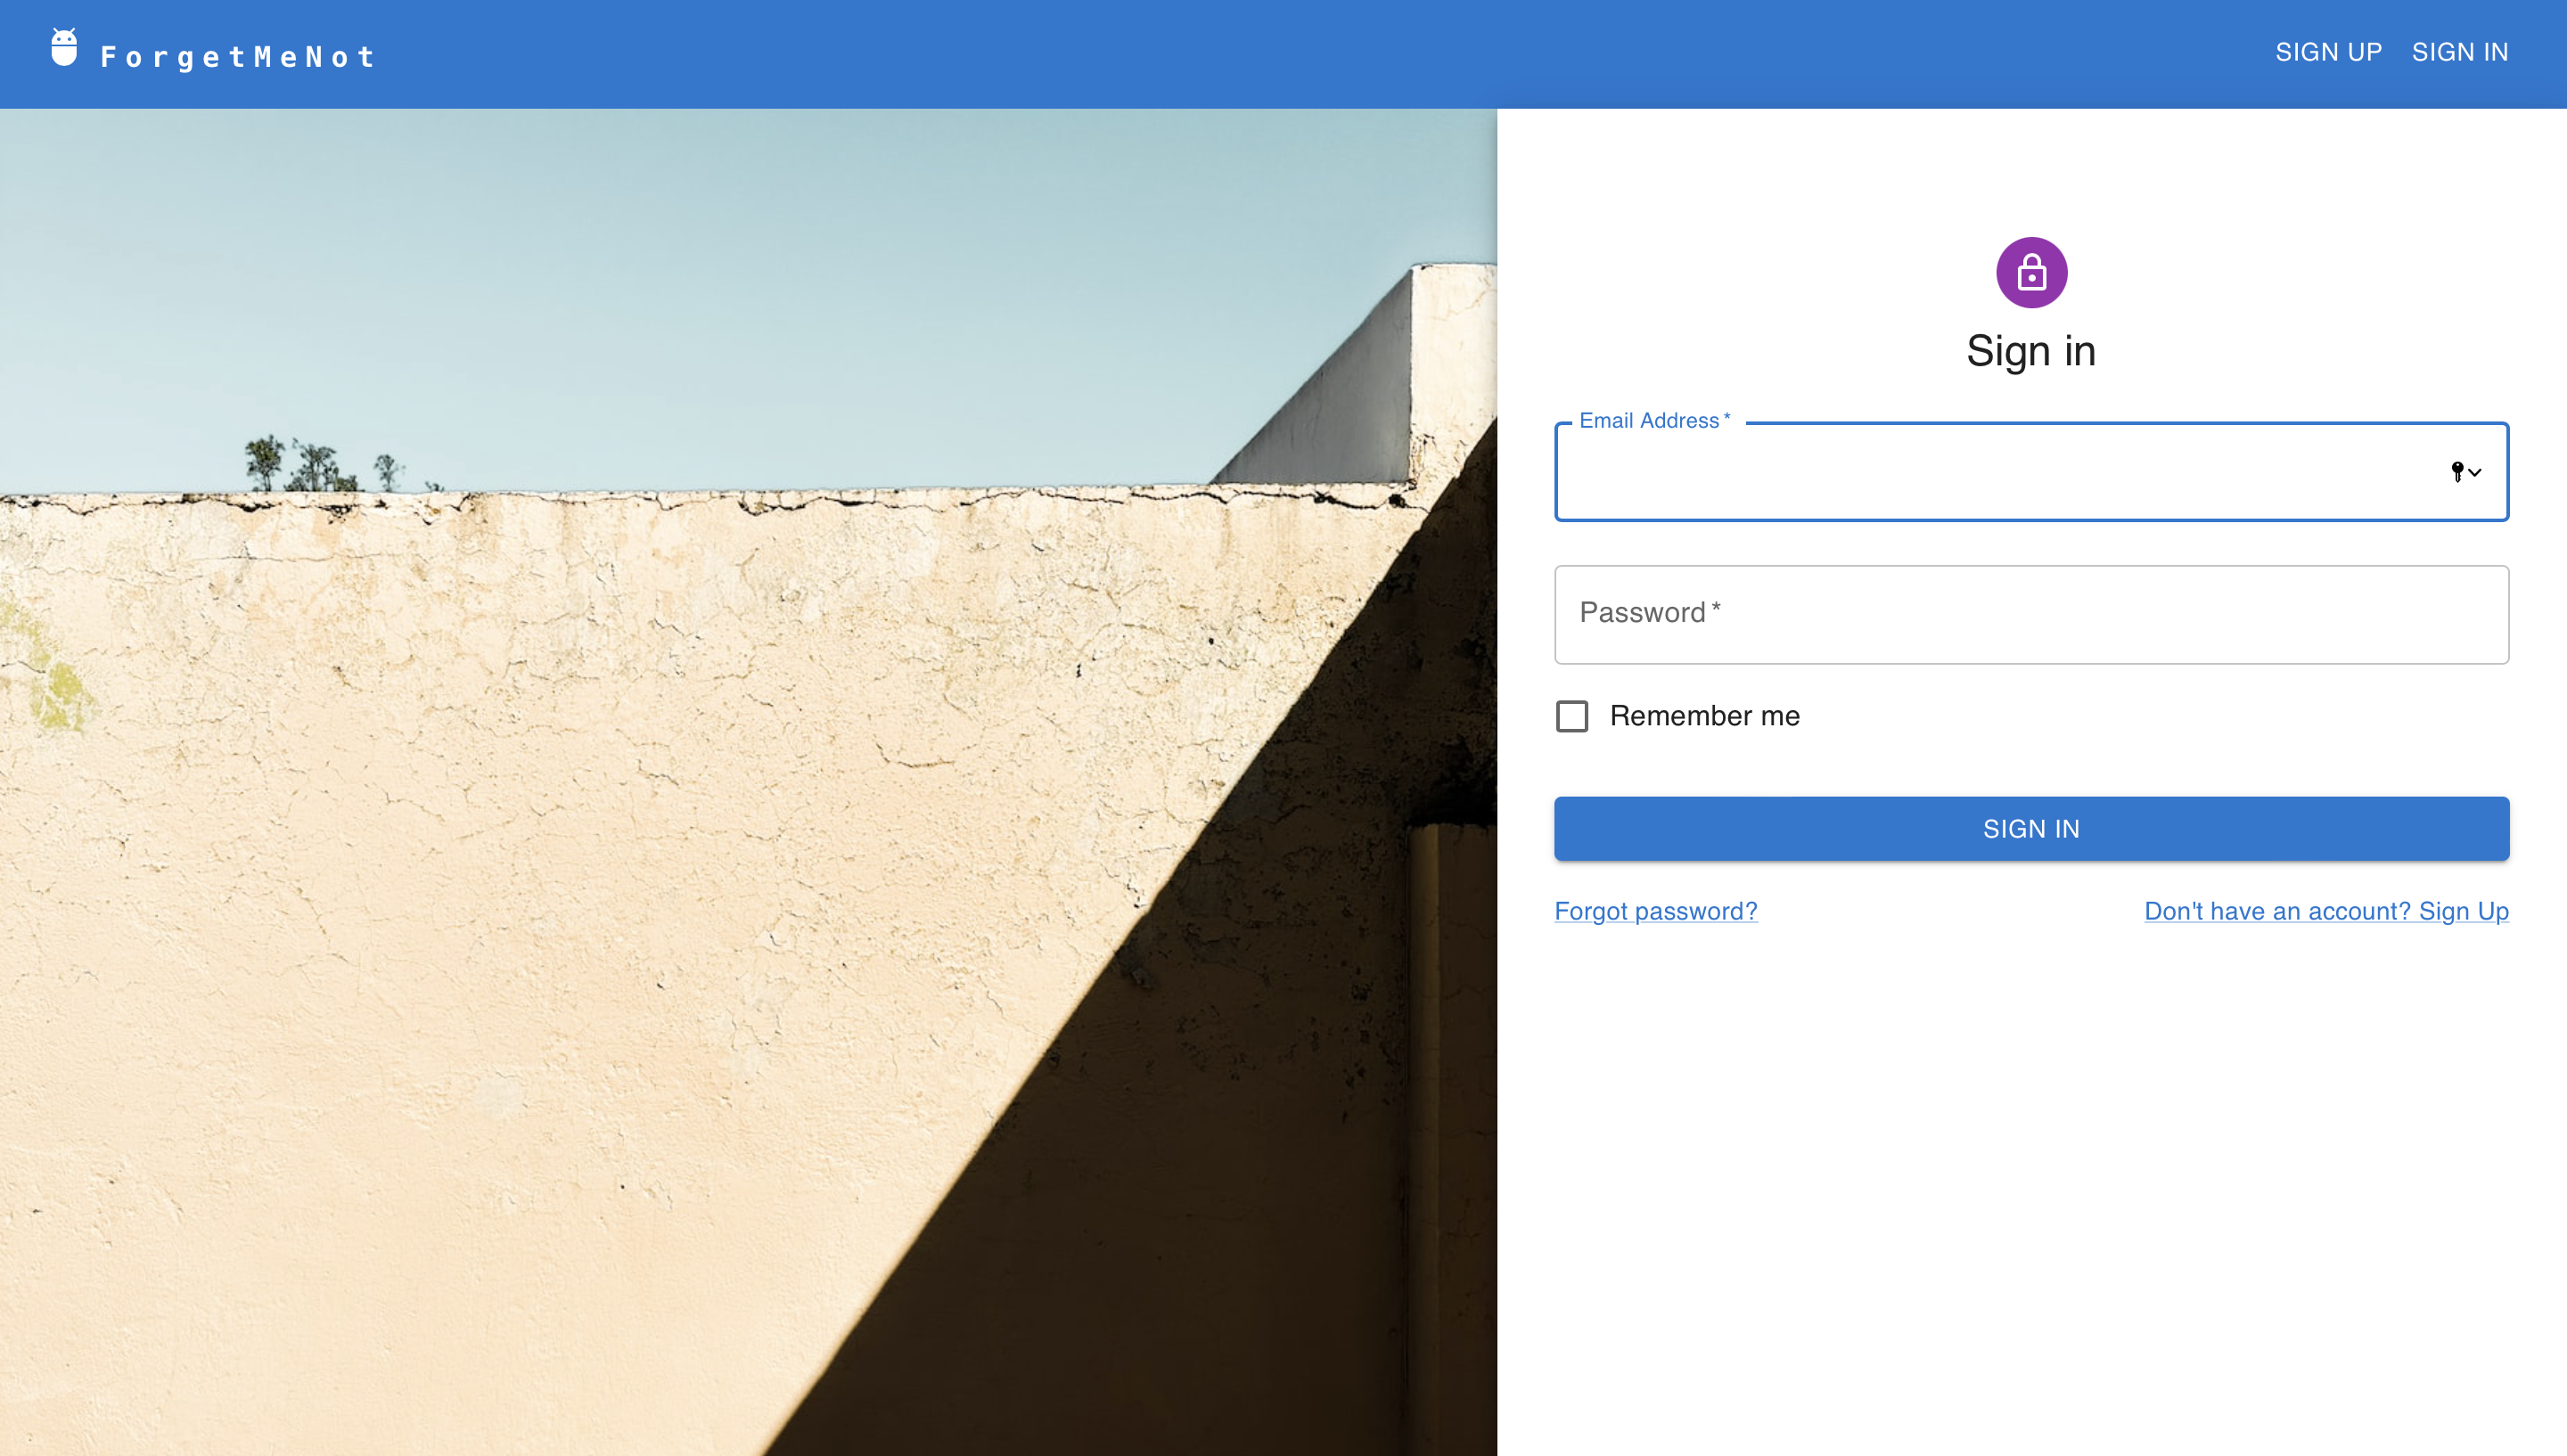 ForgetMeNot
SIGN UP SIGN IN
Sign in
Email Address *
Password *
Remember me
SIGN IN
Forgot password? Don't have an account? Sign Up